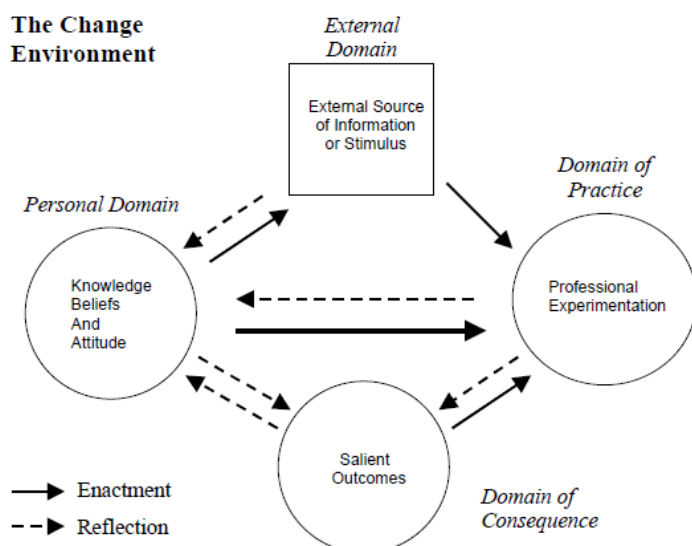 The Change
Environment
External
Domain
External Source
of Information
or Stimulus
Domain of
Practice
Personal Domain
Knowledge
Beliefs
And
Attitude
Professional
Experimentation
Salient
Outcomes
Enactment
Reflection
Domain of
Consequence